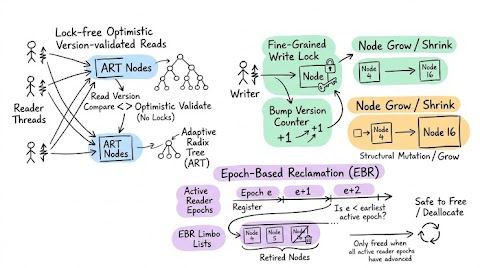 Lock-free Optimistic
Version-validated Reads
ART Nodes
Reader
Threads
Read Version
Compare <> Optimistic Validate
(No Locks)
ART
Nodes
Adaptive
Radix
Tree
(ART)
Fine-Grained
Write Lock
Node
Writer
Bump Version
Counter
+1 +1
Node Grow / Shrink
Node
4
Node
16
Node Grow / Shrink
Node
4
Node 16
Structural Mutation/Grow
Epoch-Based Reclamation (EBR)
Active
Reader
Epochs
Epoch e
e+1
e+2
Register
Is e < earliest
active epoch?
Safe to Free
/ Deallocate
EBR Limbo
Lists
Node
4
Node
5
Retired Nodes
Only freed when
all active reader epochs
have advanced